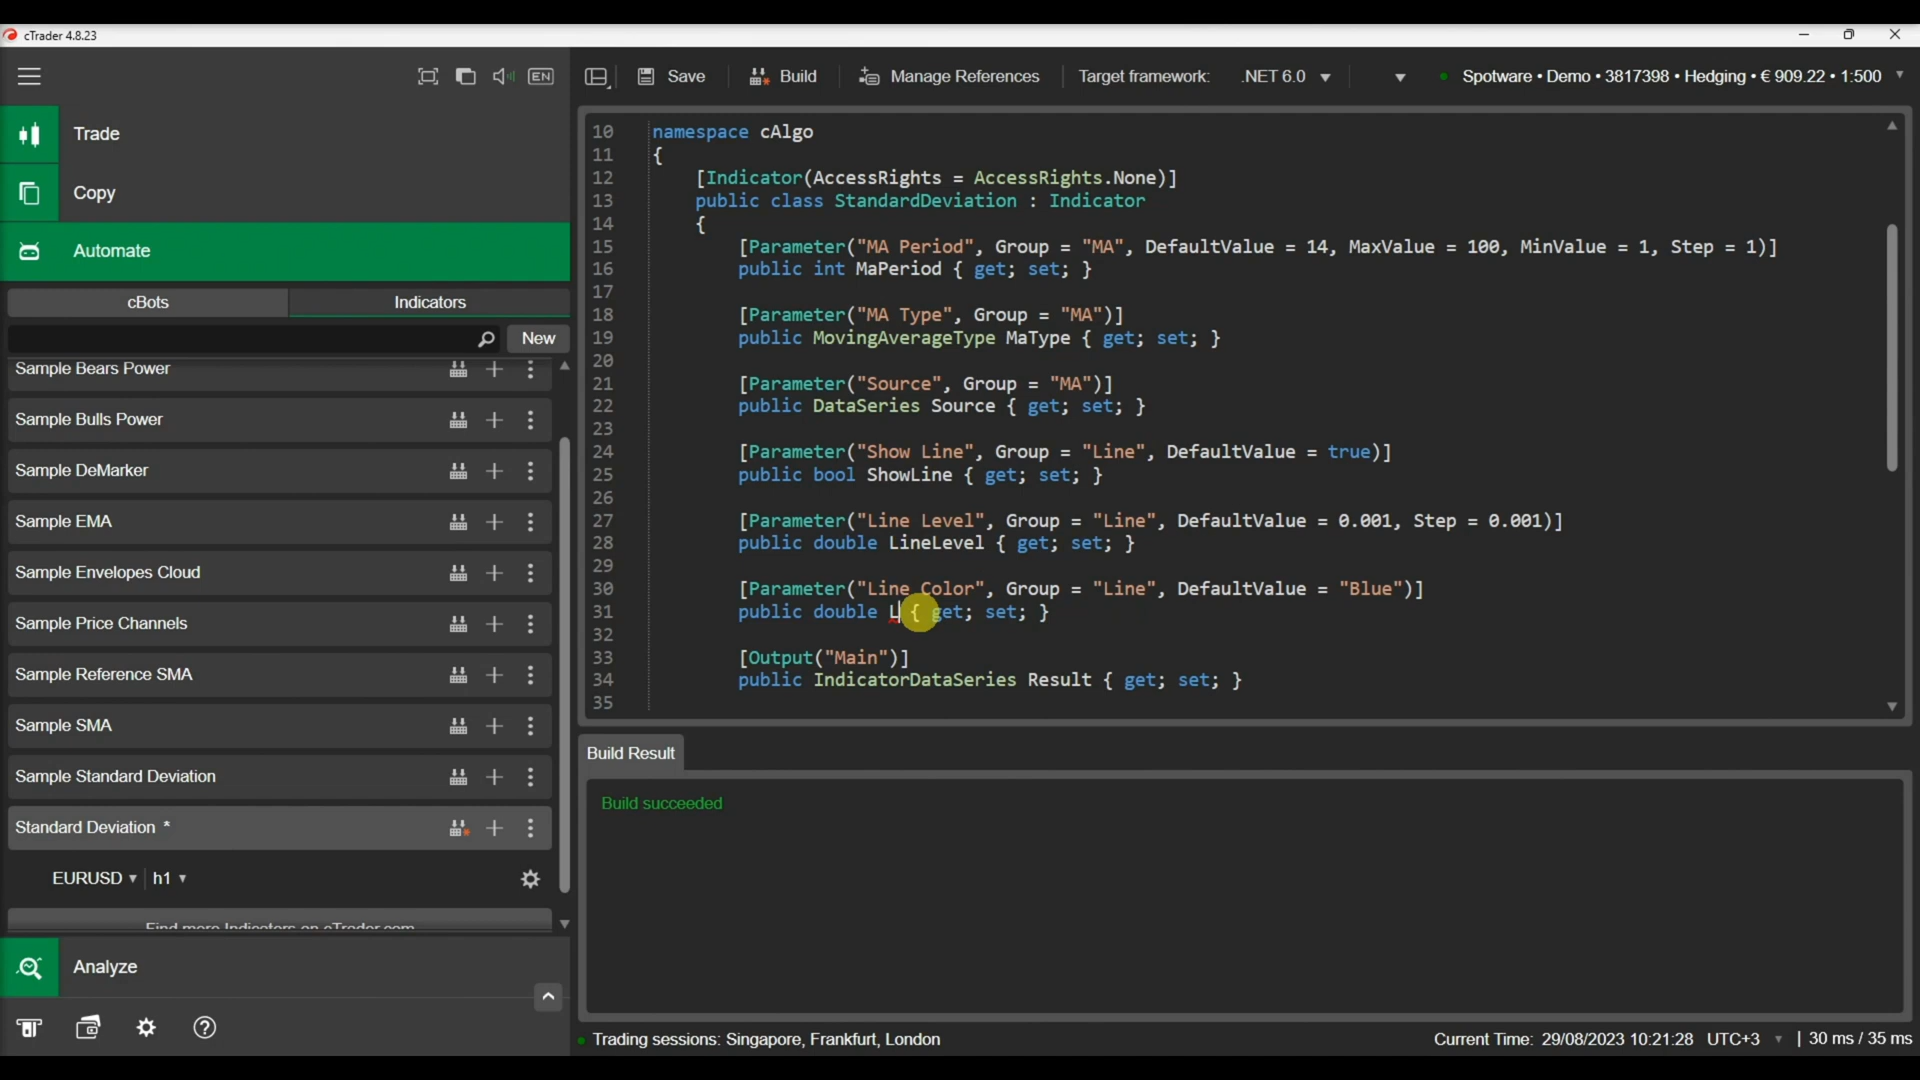 cTrader 4.8.23
EN
Save
Build
Manage References
Target framework:
.NET 6.0
Spotware • Demo • 3817398 • Hedging • € 909.22 • 1:500
Trade
Copy
Automate
cBots
Indicators
New
Sample Bears Power
Sample Bulls Power
Sample DeMarker
Sample EMA
Sample Envelopes Cloud
Sample Price Channels
Sample Reference SMA
Sample SMA
Sample Standard Deviation
Standard Deviation *
EURUSD
h1
Find more Indicators on cTrader.com
Analyze
10 namespace cAlgo
11 {
12 [Indicator(AccessRights = AccessRights.None)]
13 public class StandardDeviation : Indicator
14 {
15 [Parameter("MA Period", Group = "MA", DefaultValue = 14, MaxValue = 100, MinValue = 1, Step = 1)]
16 public int MaPeriod { get; set; }
17
18 [Parameter("MA Type", Group = "MA")]
19 public MovingAverageType MaType { get; set; }
20
21 [Parameter("Source", Group = "MA")]
22 public DataSeries Source { get; set; }
23
24 [Parameter("Show Line", Group = "Line", DefaultValue = true)]
25 public bool ShowLine { get; set; }
26
27 [Parameter("Line Level", Group = "Line", DefaultValue = 0.001, Step = 0.001)]
28 public double LineLevel { get; set; }
29
30 [Parameter("Line Color", Group = "Line", DefaultValue = "Blue")]
31 public double L { get; set; }
32
33 [Output("Main")]
34 public IndicatorDataSeries Result { get; set; }
35
Build Result
Build succeeded
Trading sessions: Singapore, Frankfurt, London
Current Time: 29/08/2023 10:21:28 UTC+3
30 ms / 35 ms